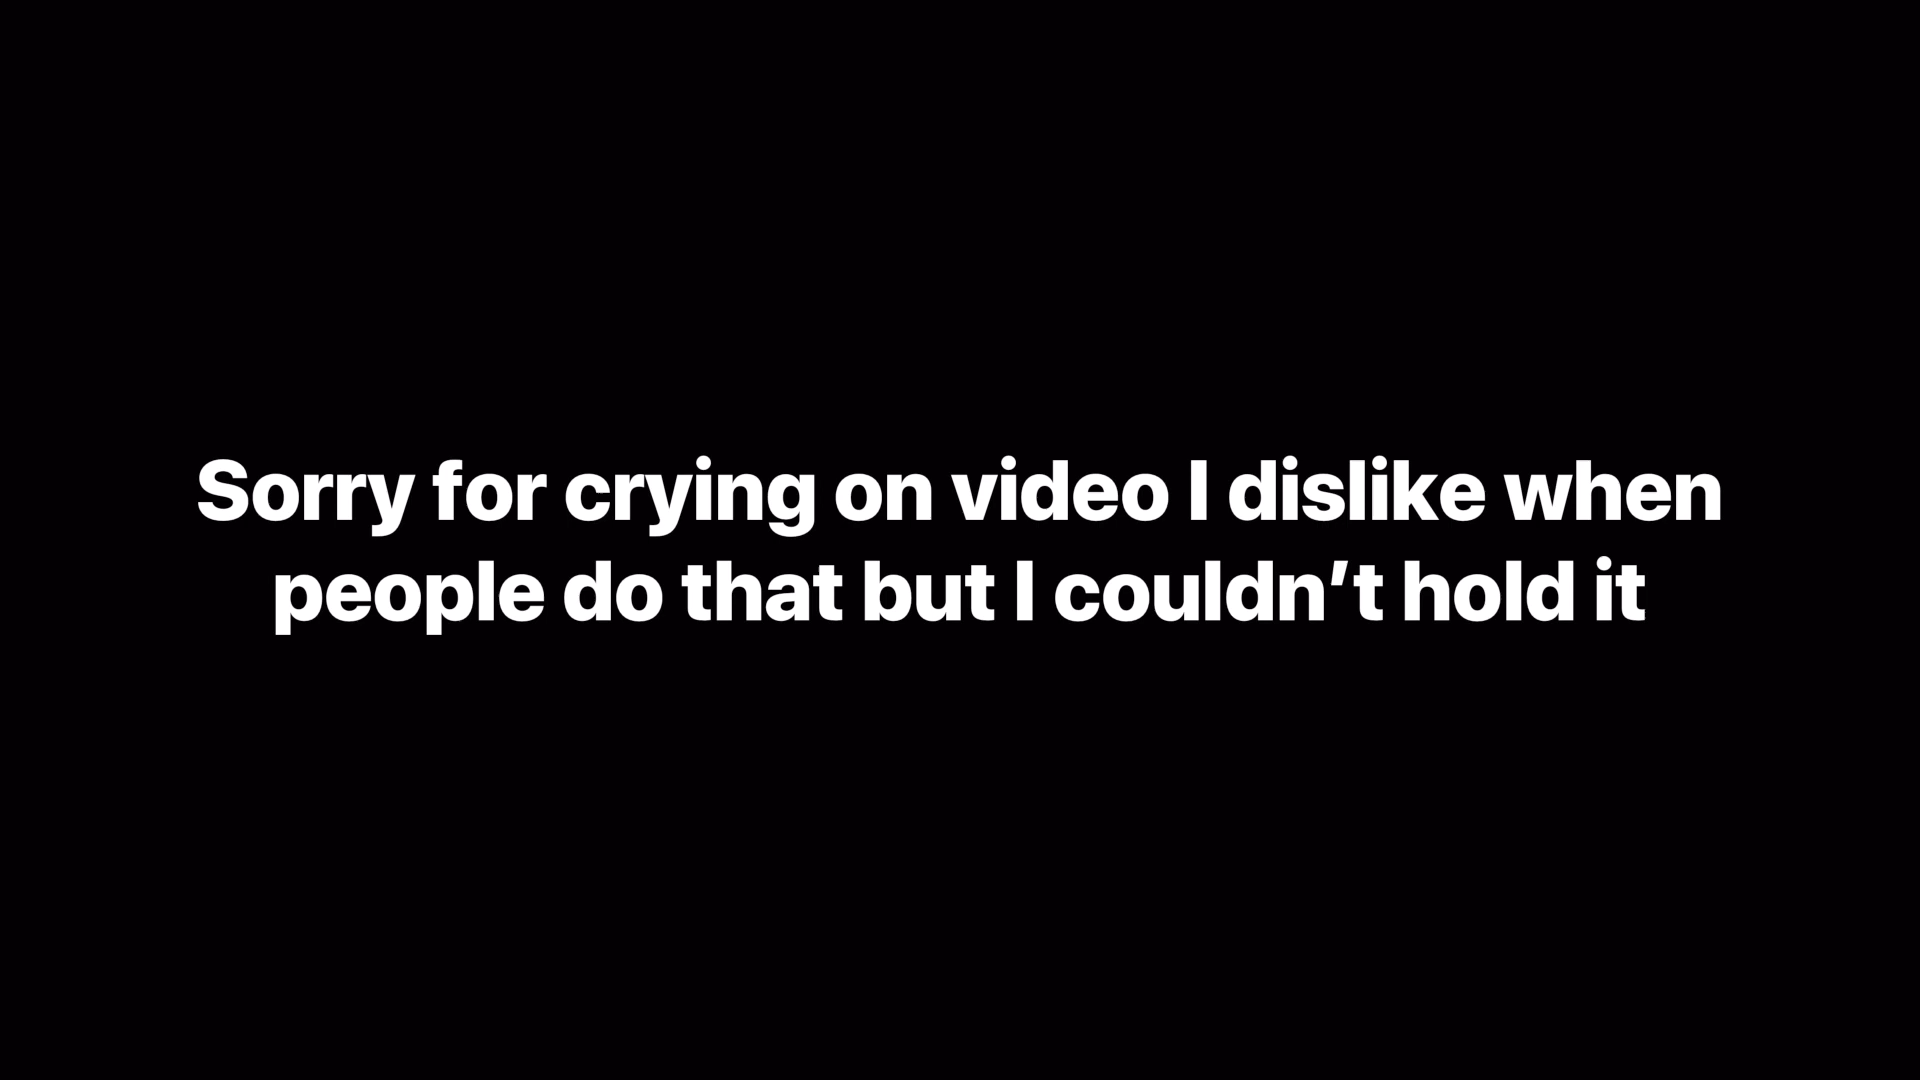 Sorry for crying on video I dislike when
people do that but I couldn’t hold it